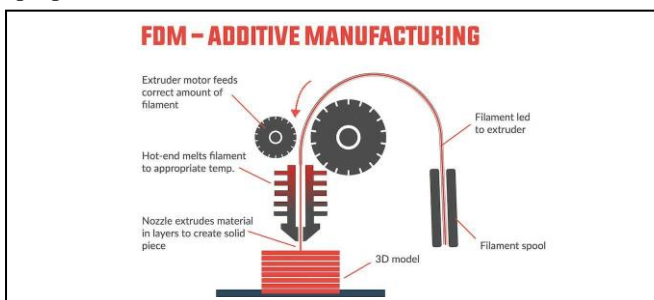 FDM – ADDITIVE MANUFACTURING
Extruder motor feeds
correct amount of
filament
Hot-end melts filament
to appropriate temp.
Nozzle extrudes material
in layers to create solid
piece
Filament led
to extruder
Filament spool
3D model